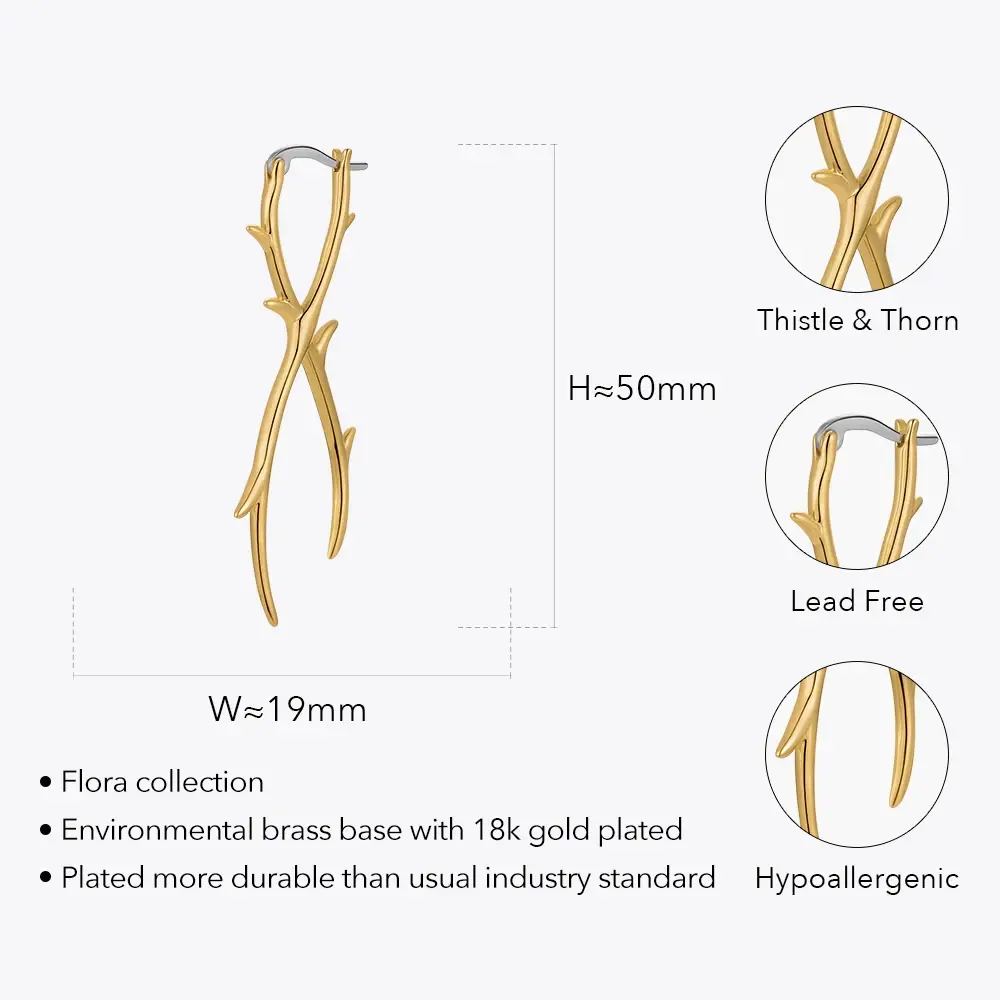 H≈50mm
W≈19mm
Thistle & Thorn
Lead Free
Hypoallergenic
• Flora collection
• Environmental brass base with 18k gold plated
• Plated more durable than usual industry standard